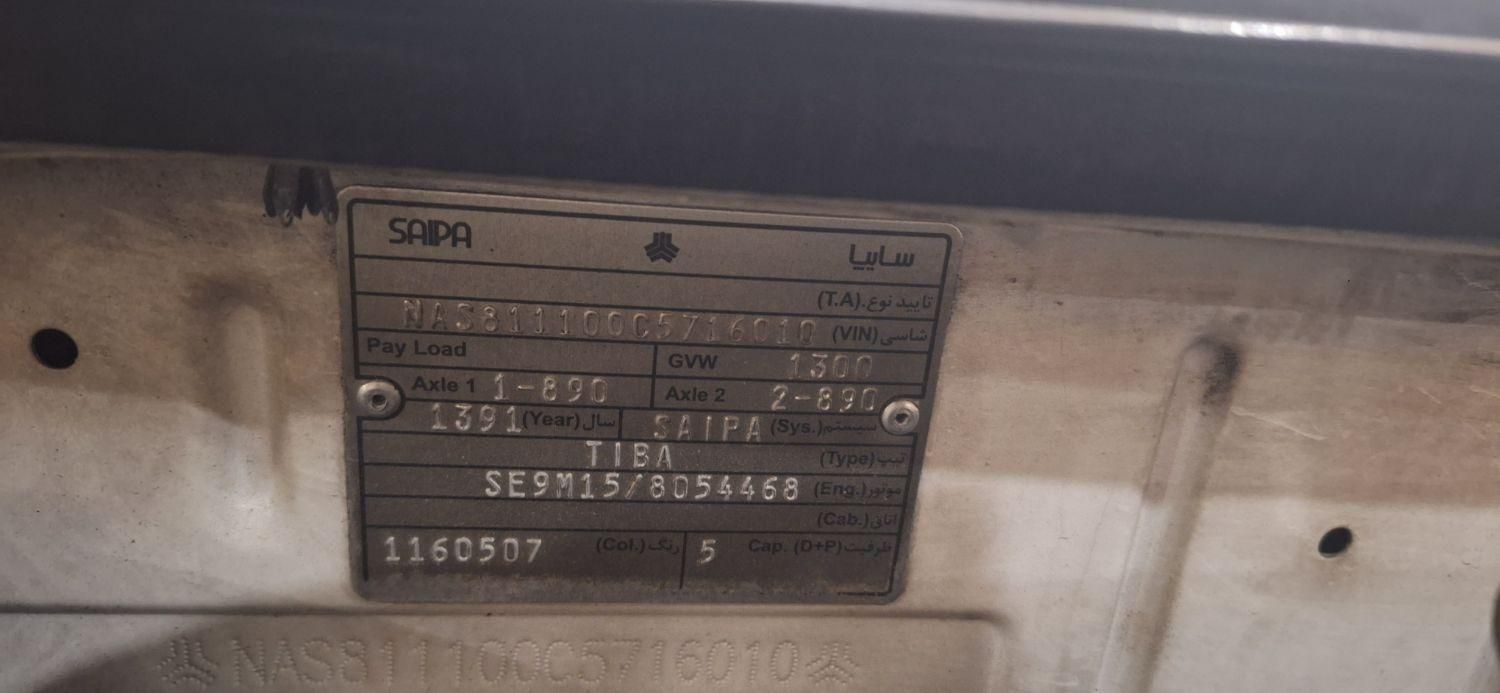 SAIPA سایپا
تایید نوع.(T.A)
NAS811100C5716010 (VIN)شاسی
Pay Load GVW 1300
Axle 1 1-890 Axle 2 2-890
1391 (Year)سال SAIPA (Sys.)سیستم
TIBA (Type)تیپ
SE9M15/8054468 (Eng.)موتور
(Cab.)اتاق
1160507 (Col.)رنگ 5 Cap. (D+P)ظرفیت
NAS811100C5716010